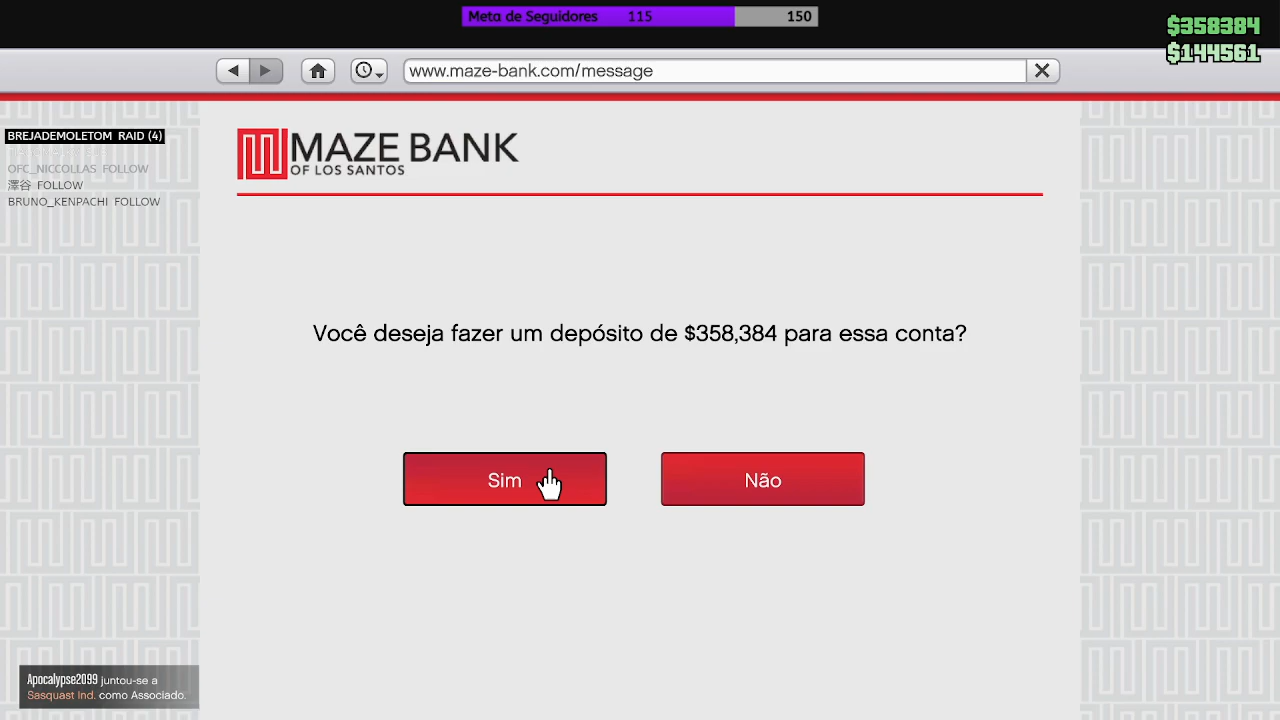 Meta de Seguidores 115 150
$358384
$144561
www.maze-bank.com/message
BREJADEMOLETOM RAID (4)
OFC_NICCOLLAS FOLLOW
澤谷 FOLLOW
BRUNO_KENPACHI FOLLOW
MAZE BANK
OF LOS SANTOS
Você deseja fazer um depósito de $358,384 para essa conta?
Sim
Não
Apocalypse2099 juntou-se a
Sasquast Ind. como Associado.